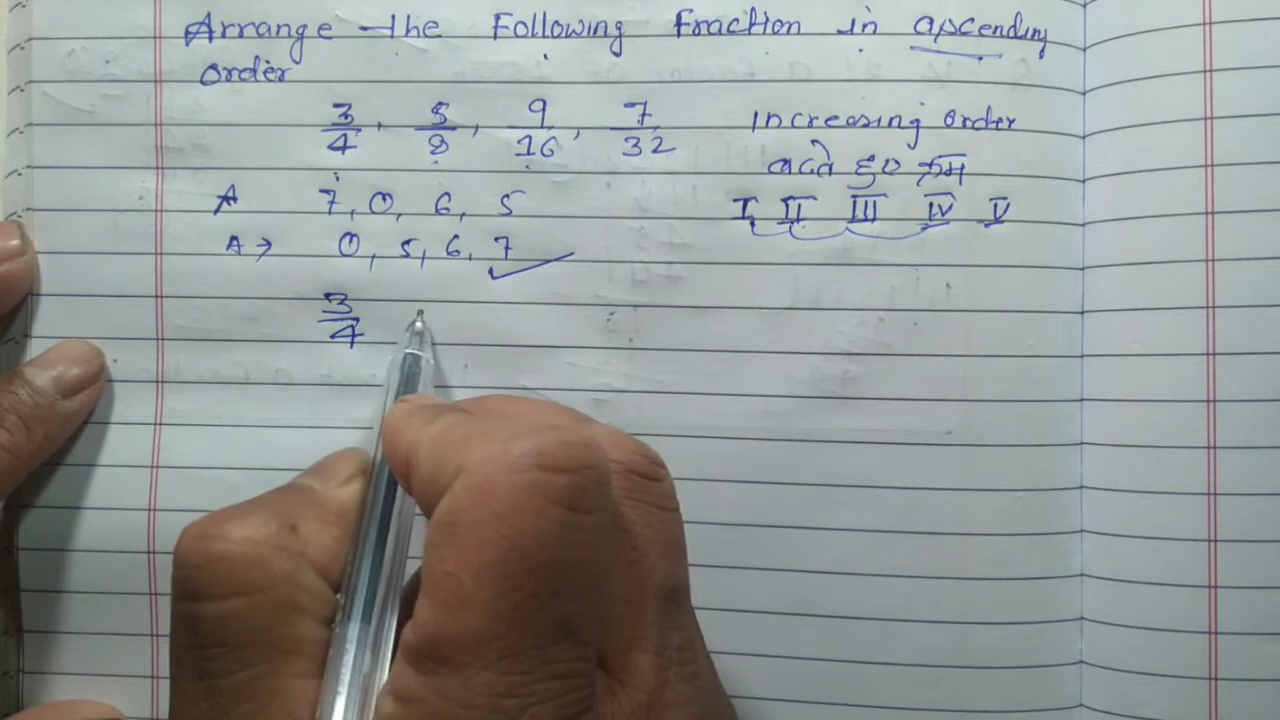 Arrange the Following Fraction in ascending
order
3/4, 5/8, 9/16, 7/32
Increasing order
बढ़ते हुए क्रम
A 7, 0, 6, 5
I II III IV V
A → 0, 5, 6, 7
3/4